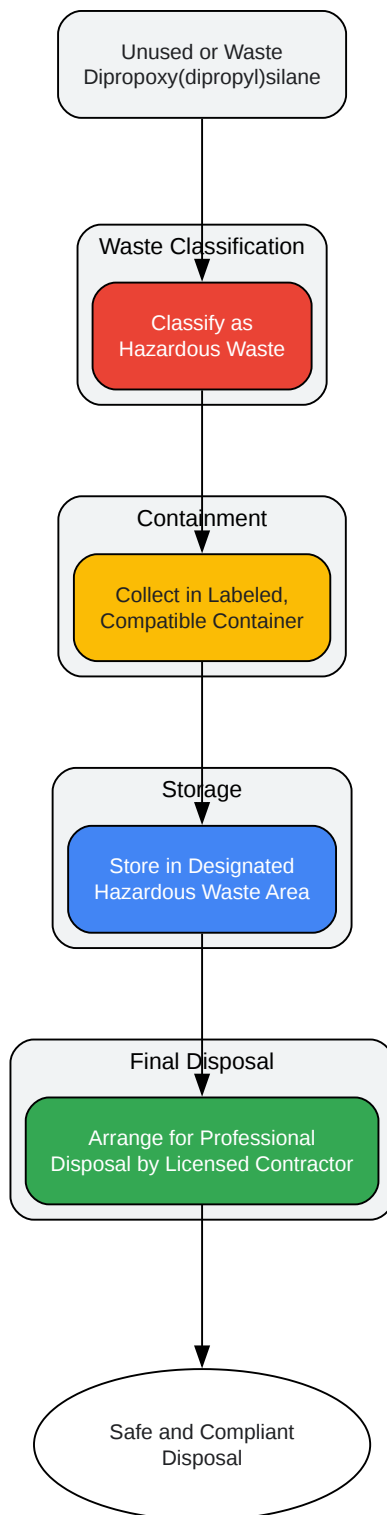 Unused or Waste
Dipropoxy(dipropyl)silane
Waste Classification
Classify as
Hazardous Waste
Containment
Collect in Labeled,
Compatible Container
Storage
Store in Designated
Hazardous Waste Area
Final Disposal
Arrange for Professional
Disposal by Licensed Contractor
Safe and Compliant
Disposal